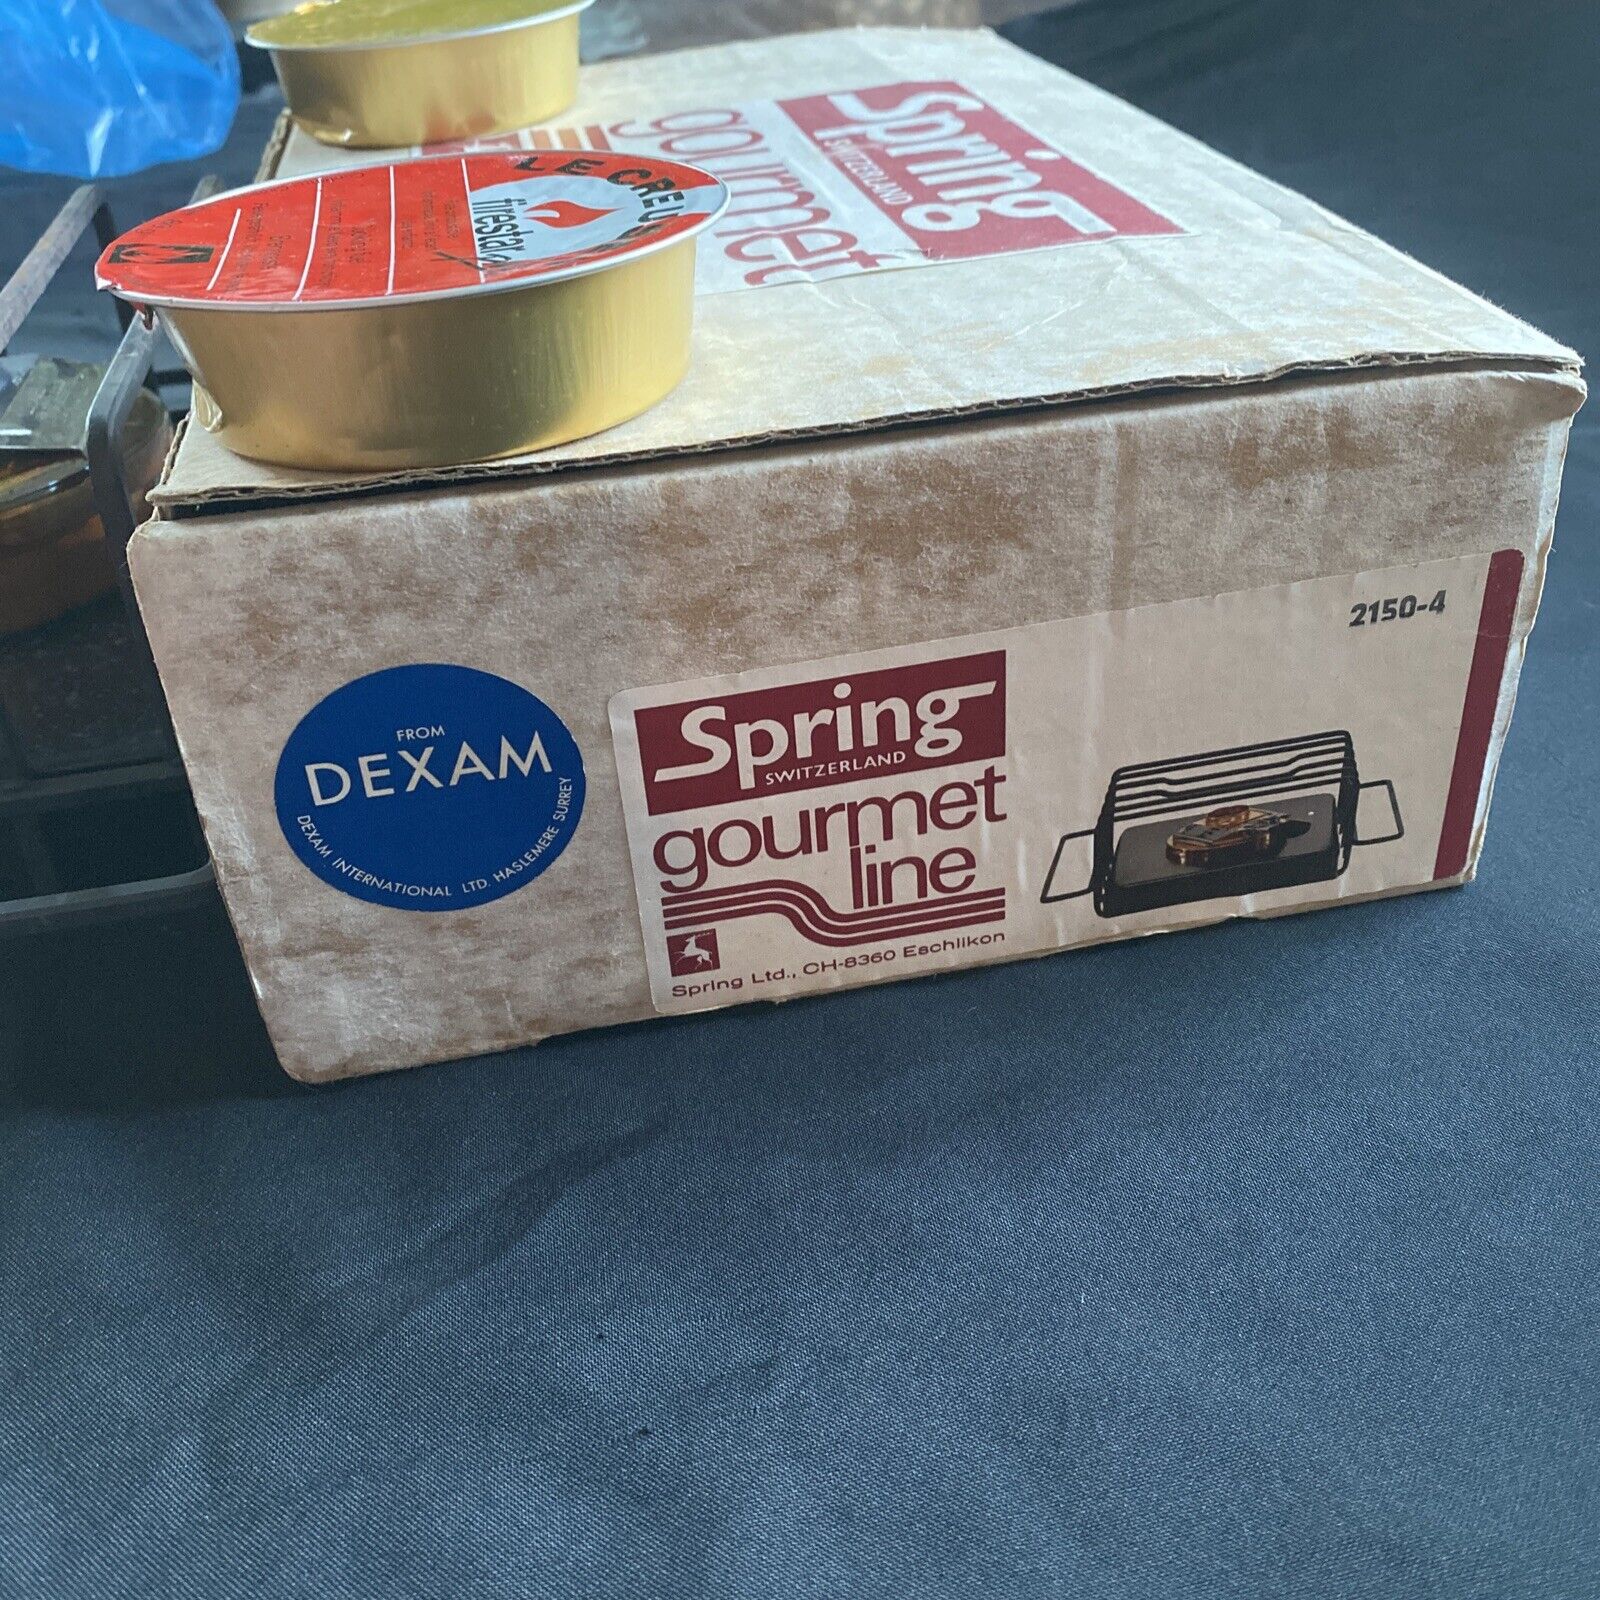 LE CREUS
firestar
Spring
SWITZERLAND
gourmet
2150-4
FROM
DEXAM
DEXAM INTERNATIONAL LTD. HASLEMERE SURREY
Spring
SWITZERLAND
gourmet
line
Spring Ltd., CH-8360 Eschlikon